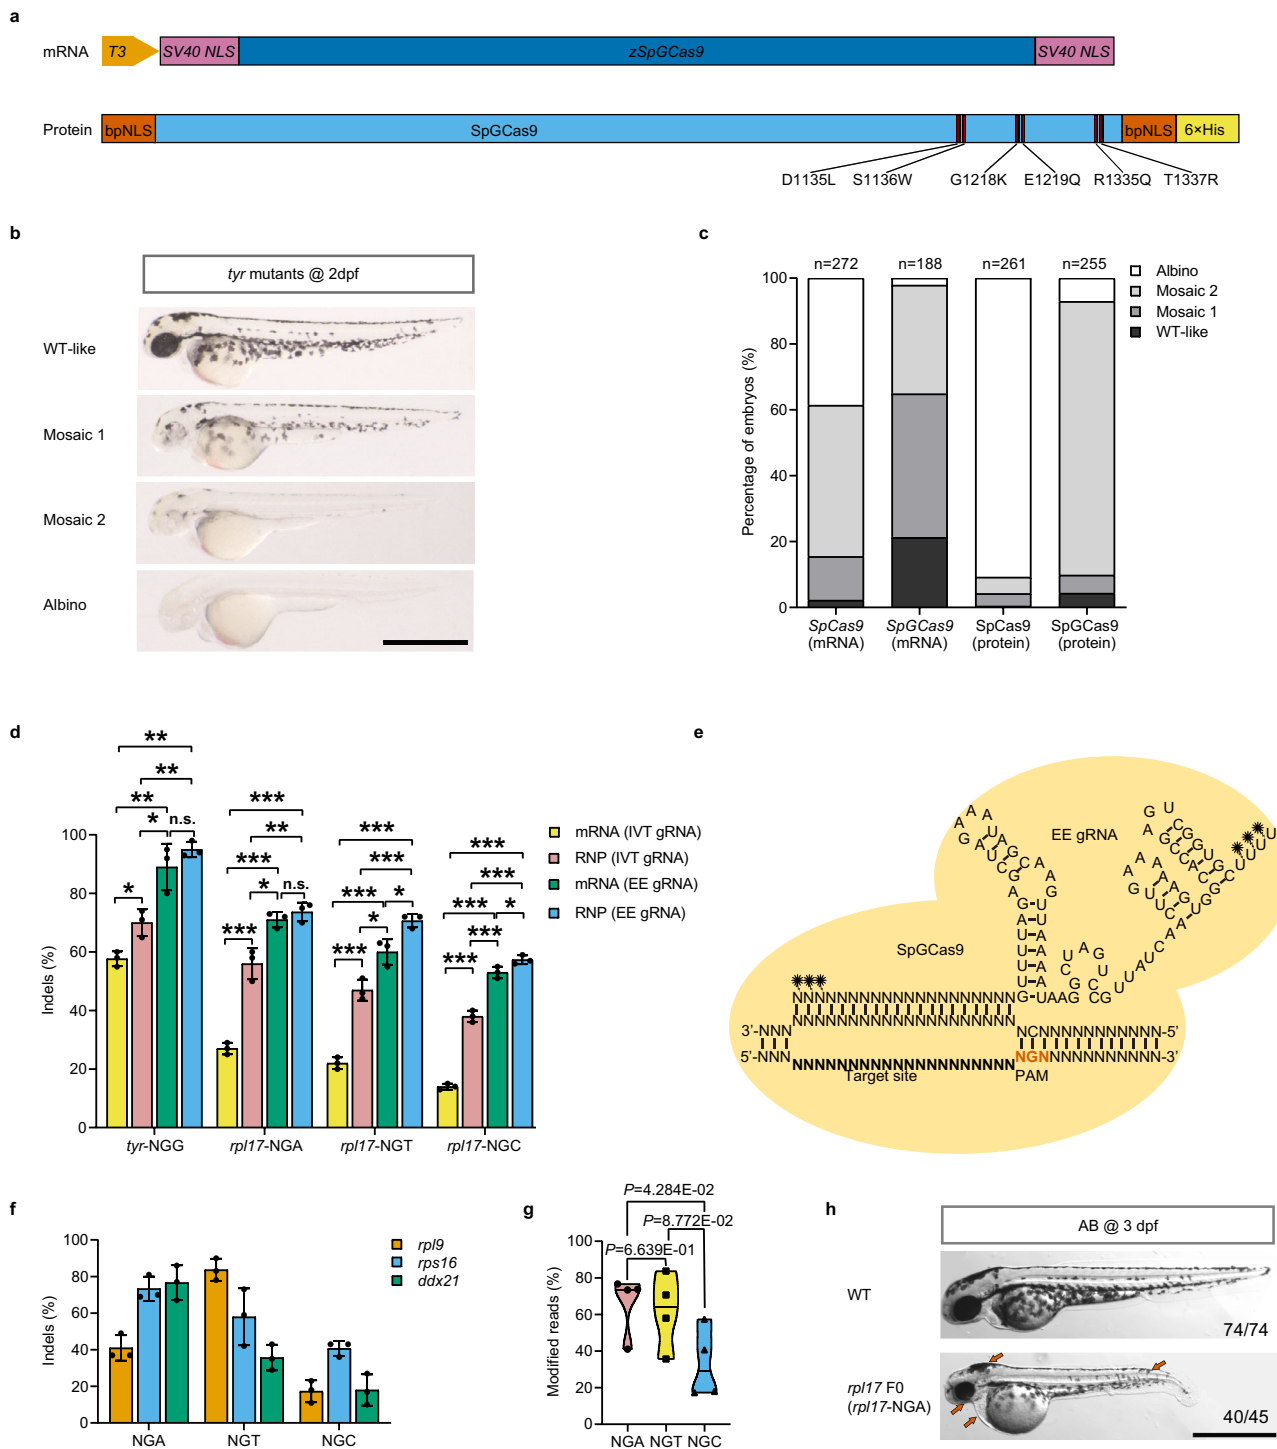 a
mRNA
T3
SV40 NLS
zSpGCas9
SV40 NLS
Protein
bpNLS
SpGCas9
bpNLS
6×His
D1135L
S1136W
G1218K
E1219Q
R1335Q
T1337R
b
tyr mutants @ 2dpf
WT-like
Mosaic 1
Mosaic 2
Albino
c
n=272
n=188
n=261
n=255
Albino
Mosaic 2
Mosaic 1
WT-like
Percentage of embryos (%)
100
80
60
40
20
0
SpCas9
(mRNA)
SpGCas9
(mRNA)
SpCas9
(protein)
SpGCas9
(protein)
d
**
**
**
*
n.s.
*
***
**
***
*
n.s.
***
***
***
***
*
*
***
***
***
***
*
***
***
mRNA (IVT gRNA)
RNP (IVT gRNA)
mRNA (EE gRNA)
RNP (EE gRNA)
Indels (%)
100
80
60
40
20
0
tyr-NGG
rpl17-NGA
rpl17-NGT
rpl17-NGC
e
EE gRNA
SpGCas9
NNNNNNNNNNNNNNNNNNNN
NNNNNNNNNNNNNNNNNNNN
3'-NNN
NCNNNNNNNNNNN-5'
5'-NNN
NGNNNNNNNNNNN-3'
NNNNNNNNNNNNNNNNNNNN
Target site
PAM
f
rpl9
rps16
ddx21
Indels (%)
100
80
60
40
20
0
NGA
NGT
NGC
g
P=4.284E-02
P=8.772E-02
P=6.639E-01
Modified reads (%)
100
80
60
40
20
0
NGA
NGT
NGC
h
AB @ 3 dpf
WT
74/74
rpl17 F0
(rpl17-NGA)
40/45